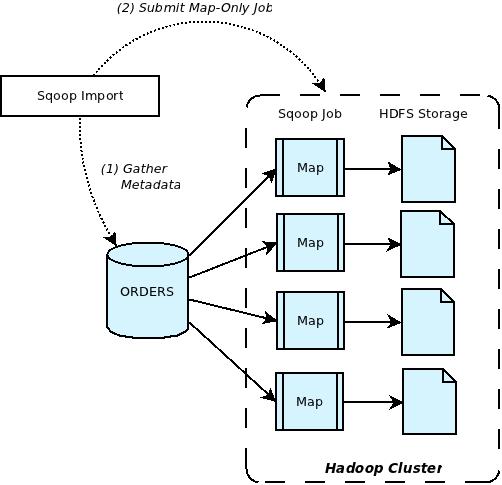 (2) Submit Map-Only Job
Sqoop Import
Sqoop Job
HDFS Storage
(1) Gather
Metadata
Map
Map
ORDERS
Map
Map
Hadoop Cluster